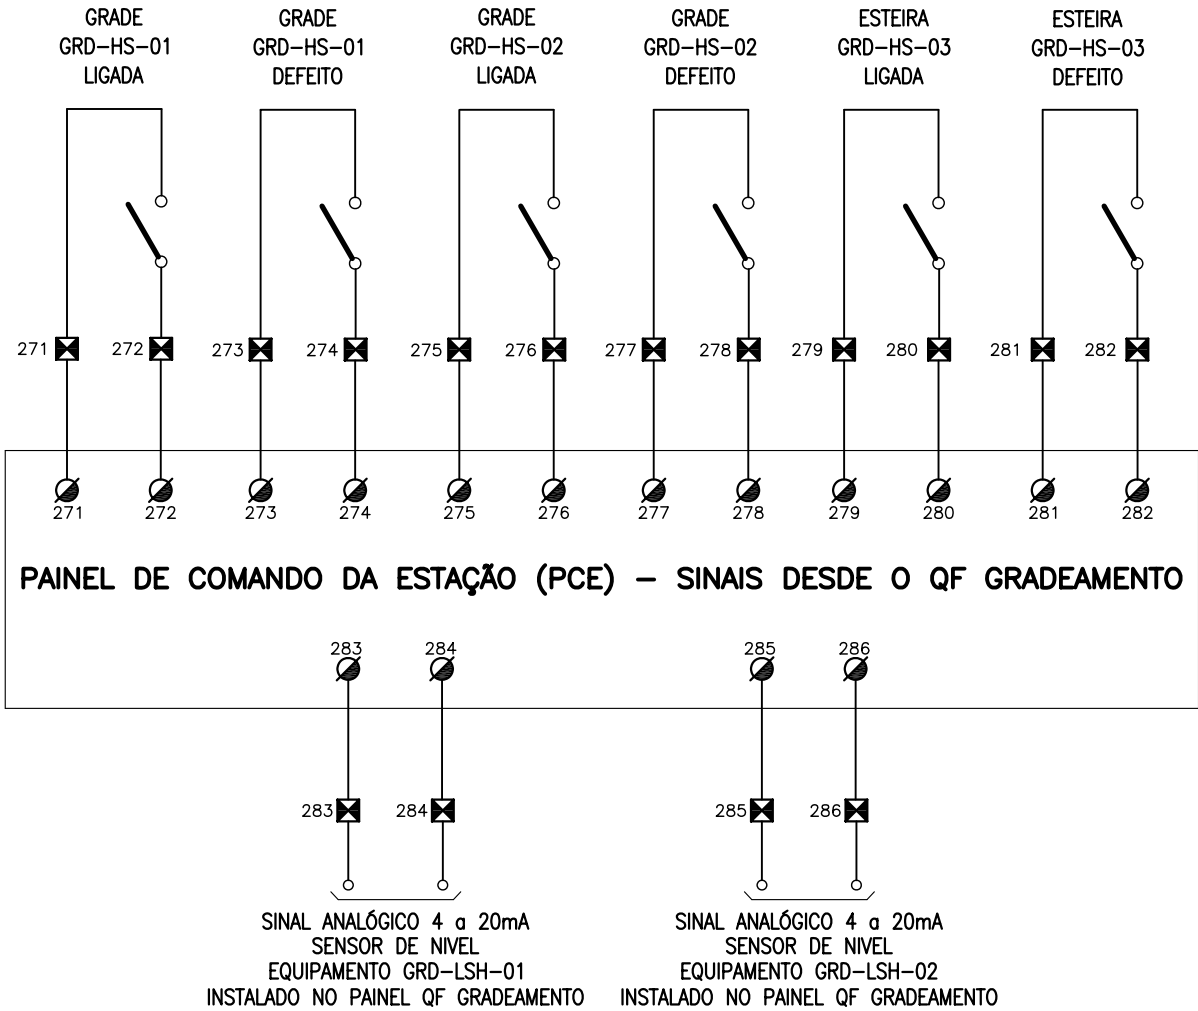 GRADE
GRD-HS-01
LIGADA
GRADE
GRD-HS-01
DEFEITO
GRADE
GRD-HS-02
LIGADA
GRADE
GRD-HS-02
DEFEITO
ESTEIRA
GRD-HS-03
LIGADA
ESTEIRA
GRD-HS-03
DEFEITO
271 272 273 274 275 276 277 278 279 280 281 282
271 272 273 274 275 276 277 278 279 280 281 282
PAINEL DE COMANDO DA ESTAÇÃO (PCE) – SINAIS DESDE O QF GRADEAMENTO
283 284 285 286
283 284 285 286
SINAL ANALÓGICO 4 a 20mA
SENSOR DE NIVEL
EQUIPAMENTO GRD-LSH-01
INSTALADO NO PAINEL QF GRADEAMENTO
SINAL ANALÓGICO 4 a 20mA
SENSOR DE NIVEL
EQUIPAMENTO GRD-LSH-02
INSTALADO NO PAINEL QF GRADEAMENTO